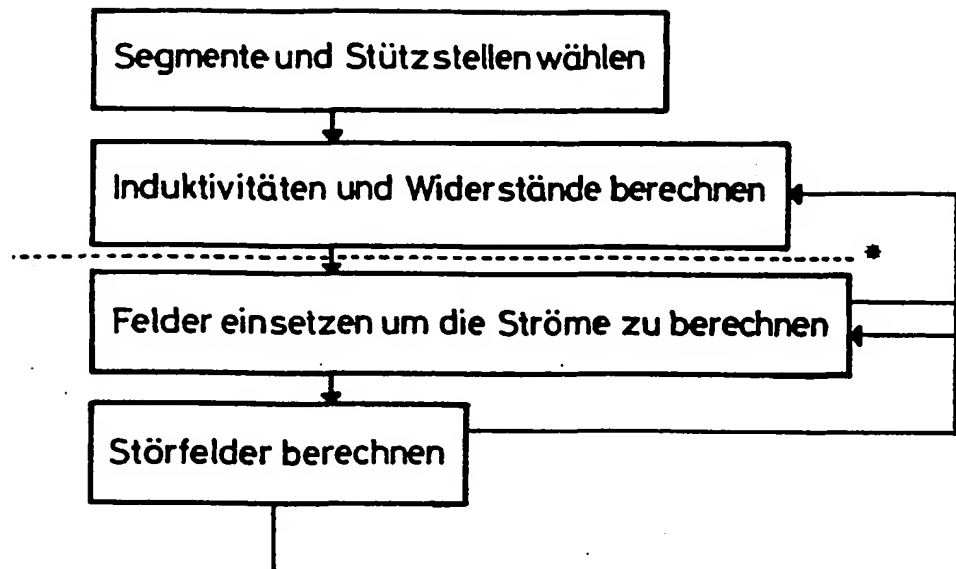 Segmente und Stützstellen wählen
Induktivitäten und Widerstände berechnen
*
Felder einsetzen um die Ströme zu berechnen
Störfelder berechnen